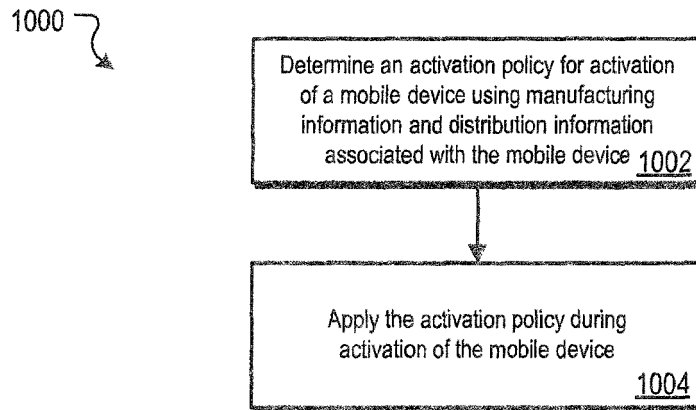 1000
Determine an activation policy for activation
of a mobile device using manufacturing
information and distribution information
associated with the mobile device 1002
Apply the activation policy during
activation of the mobile device
1004